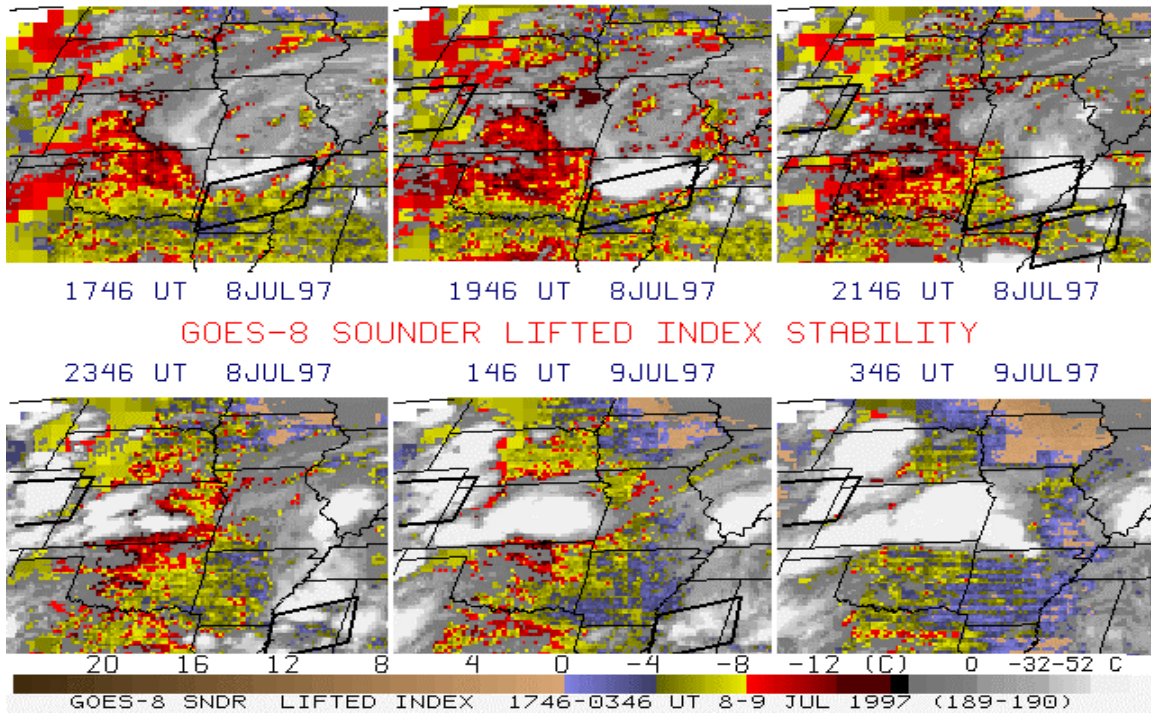 1746 UT 8JUL97 1946 UT 8JUL97 2146 UT 8JUL97
GOES-8 SOUNDER LIFTED INDEX STABILITY
2346 UT 8JUL97 146 UT 9JUL97 346 UT 9JUL97
20 16 12 8 4 0 -4 -8 -12 (C) 0 -32-52 C
GOES-8 SNDR LIFTED INDEX 1746-0346 UT 8-9 JUL 1997 (189-190)